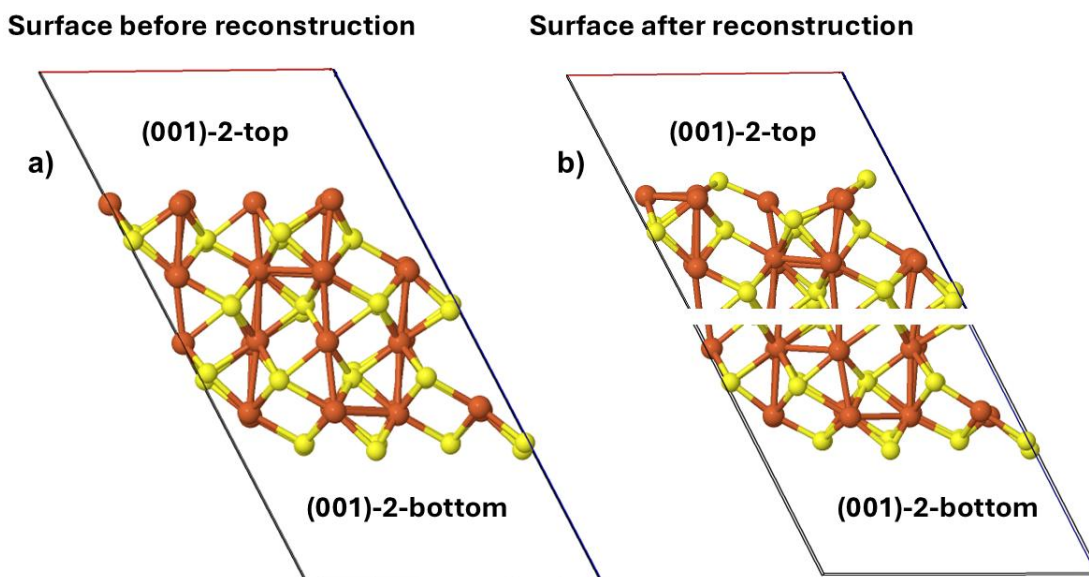 Surface before reconstruction
Surface after reconstruction
(001)-2-top
(001)-2-top
a)
b)
(001)-2-bottom
(001)-2-bottom